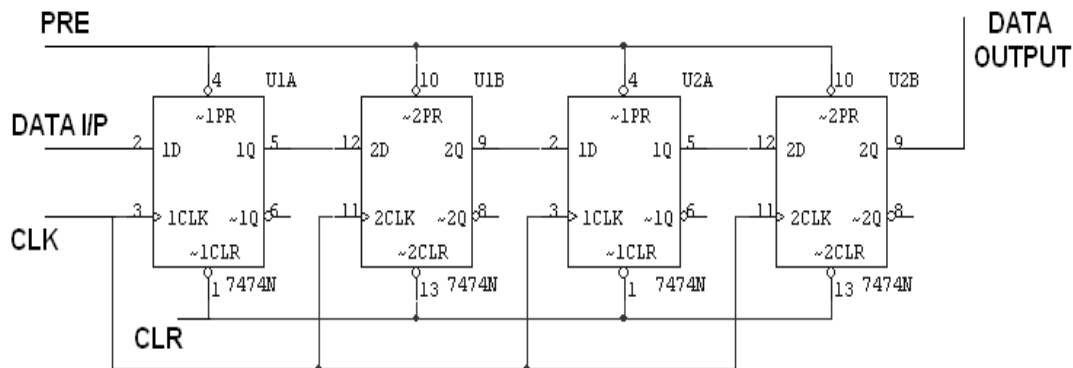 PRE
DATA
OUTPUT
4 U1A
10 U1B
4 U2A
10 U2B
~1PR
~2PR
~1PR
~2PR
DATA I/P
2 1D 1Q 5
12 2D 2Q 9
2 1D 1Q 5
12 2D 2Q 9
3 1CLK ~1Q 6
11 2CLK ~2Q 8
3 1CLK ~1Q 6
11 2CLK ~2Q 8
CLK
~1CLR
~2CLR
~1CLR
~2CLR
1 7474N
13 7474N
1 7474N
13 7474N
CLR